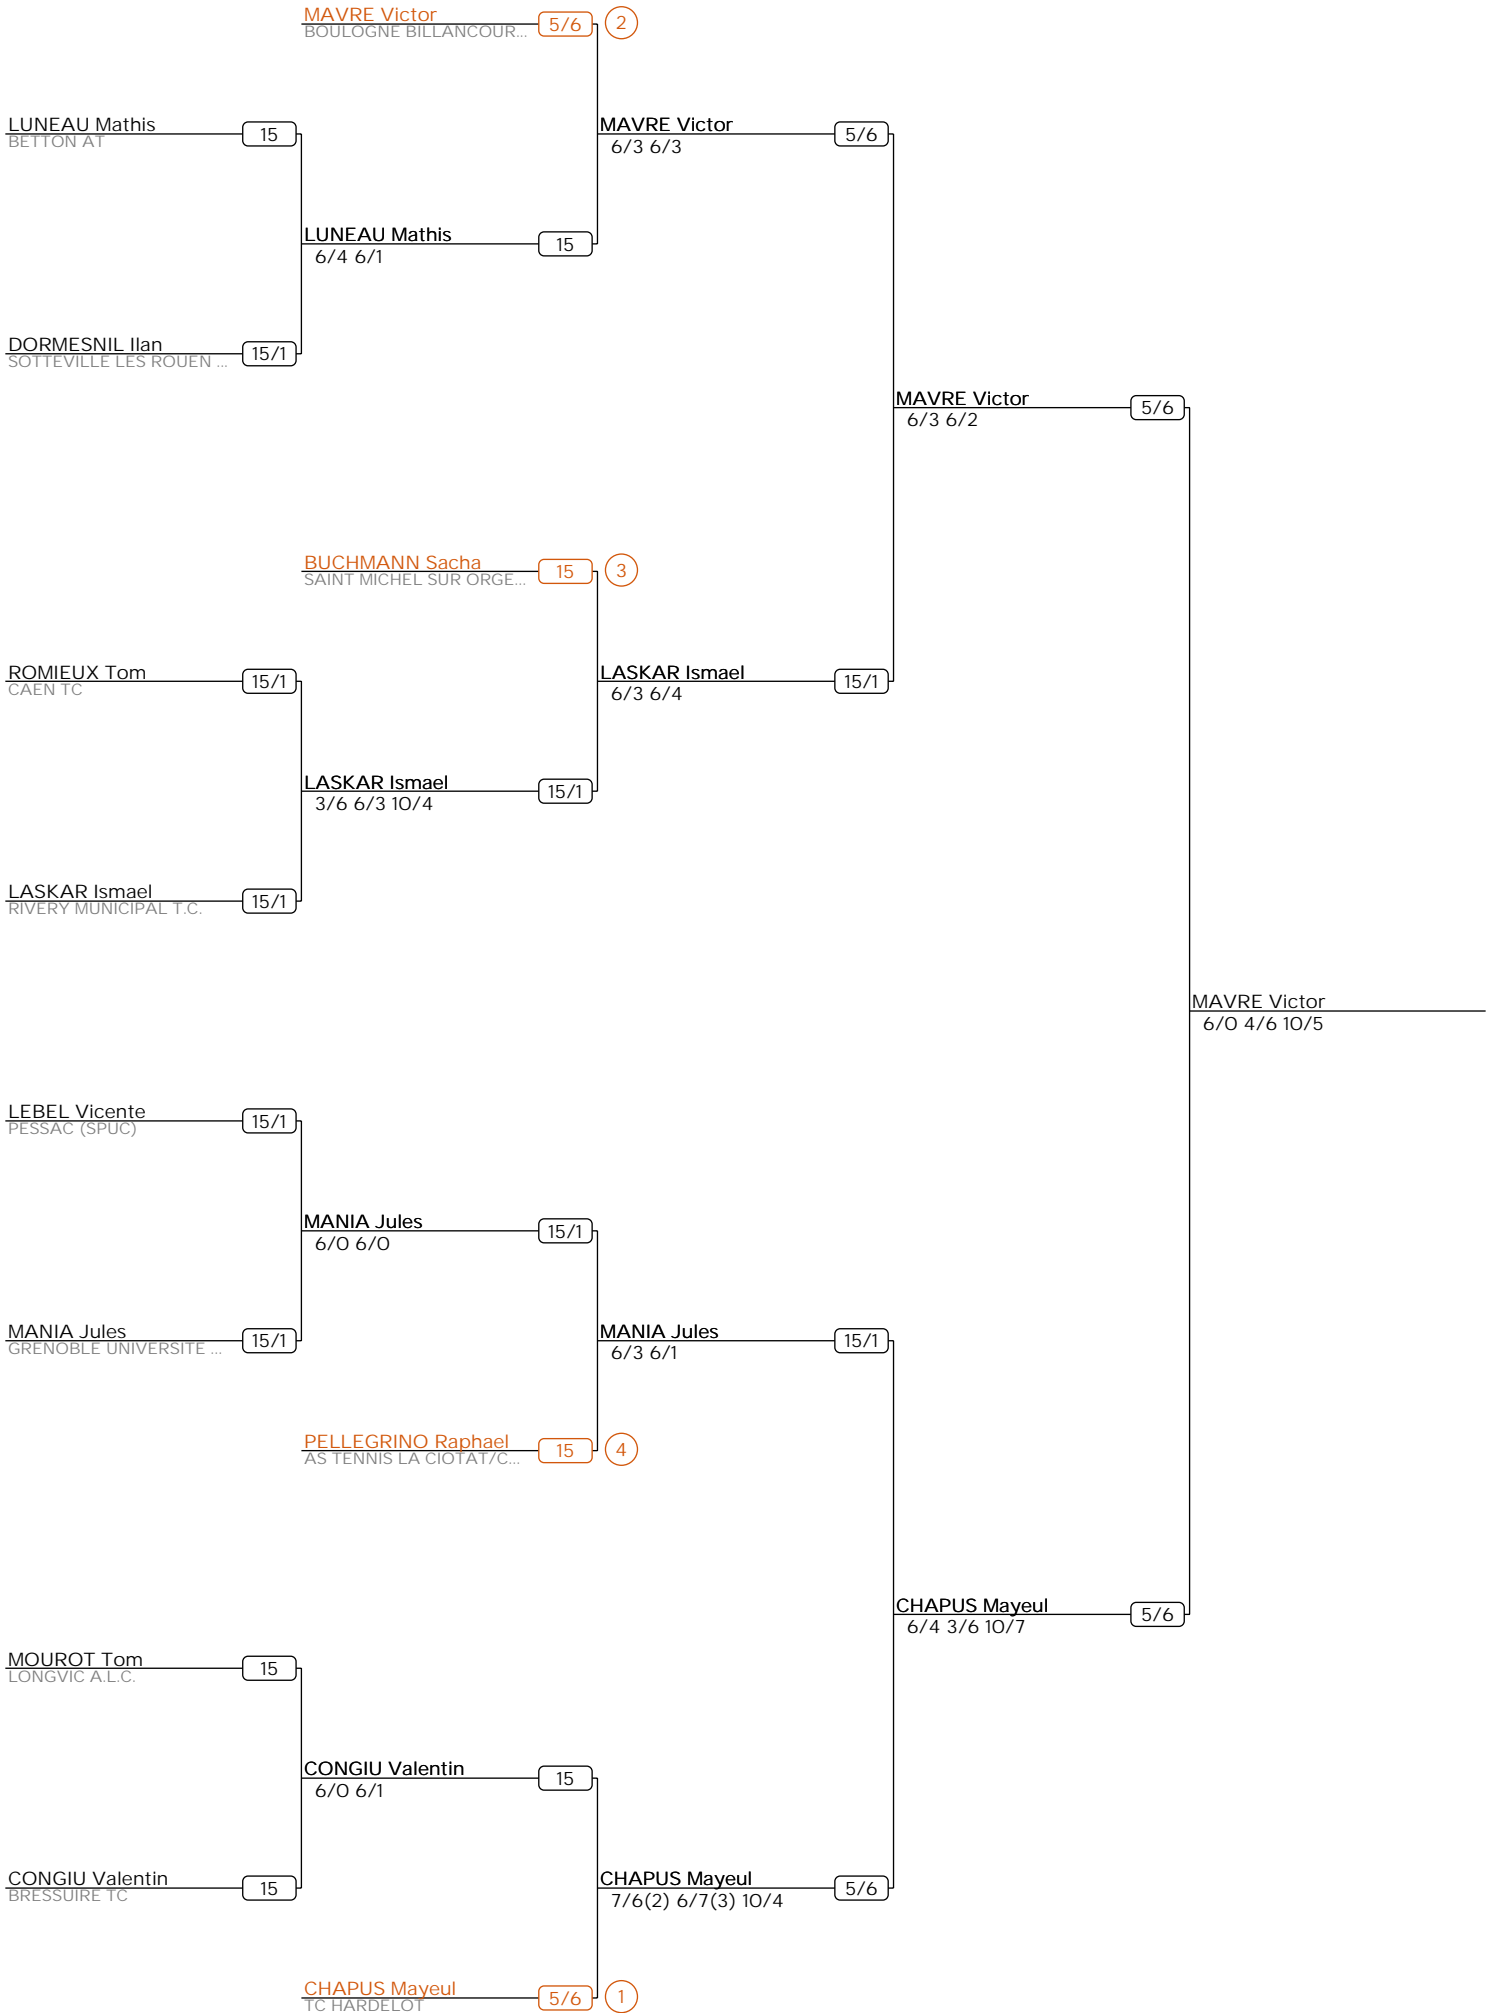 MAVRE Victor
BOULOGNE BILLANCOUR...
5/6
2
LUNEAU Mathis
BETTON AT
15
MAVRE Victor
6/3 6/3
5/6
LUNEAU Mathis
6/4 6/1
15
DORMESNIL Ilan
SOTTEVILLE LES ROUEN ...
15/1
MAVRE Victor
6/3 6/2
5/6
BUCHMANN Sacha
SAINT MICHEL SUR ORGE...
15
3
ROMIEUX Tom
CAEN TC
15/1
LASKAR Ismael
6/3 6/4
15/1
LASKAR Ismael
3/6 6/3 10/4
15/1
LASKAR Ismael
RIVERY MUNICIPAL T.C.
15/1
MAVRE Victor
6/0 4/6 10/5
LEBEL Vicente
PESSAC (SPUC)
15/1
MANIA Jules
6/0 6/0
15/1
MANIA Jules
GRENOBLE UNIVERSITE ...
15/1
MANIA Jules
6/3 6/1
15/1
PELLEGRINO Raphael
AS TENNIS LA CIOTAT/C...
15
4
CHAPUS Mayeul
6/4 3/6 10/7
5/6
MOUROT Tom
LONGVIC A.L.C.
15
CONGIU Valentin
6/0 6/1
15
CONGIU Valentin
BRESSUIRE TC
15
CHAPUS Mayeul
7/6(2) 6/7(3) 10/4
5/6
CHAPUS Mayeul
TC HARDELOT
5/6
1